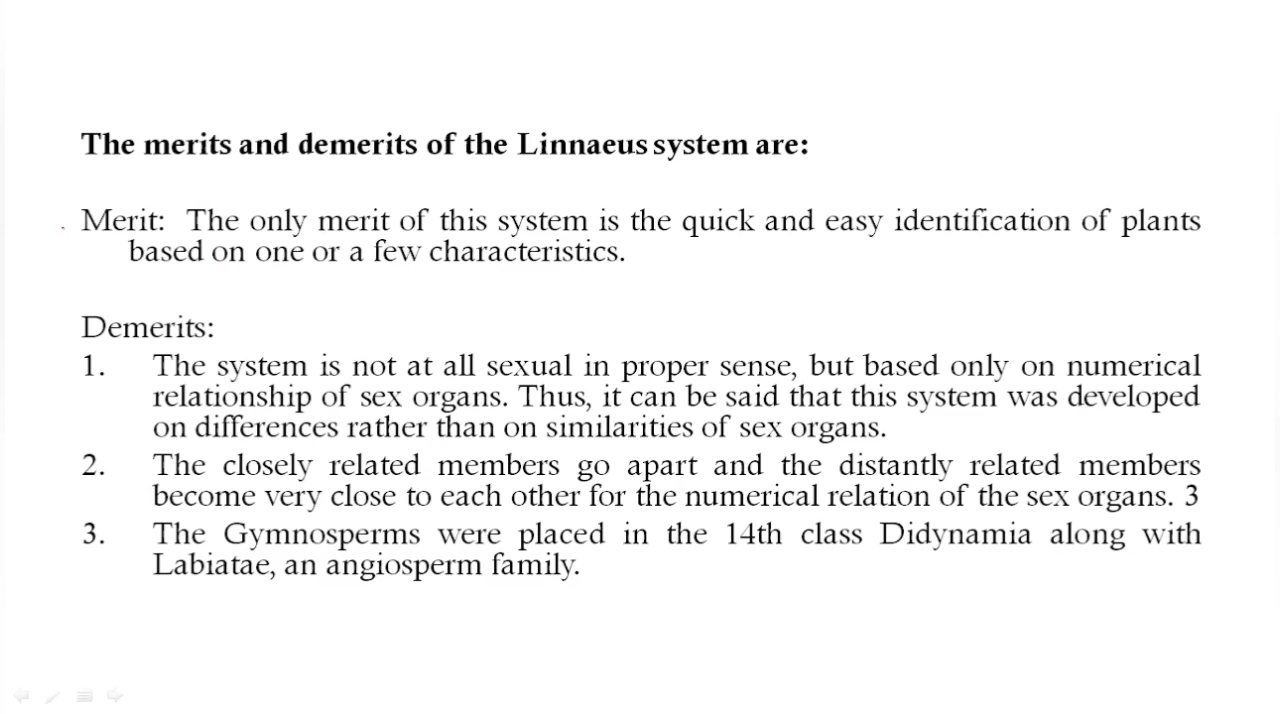 The merits and demerits of the Linnaeus system are:
Merit: The only merit of this system is the quick and easy identification of plants
based on one or a few characteristics.
Demerits:
1. The system is not at all sexual in proper sense, but based only on numerical
relationship of sex organs. Thus, it can be said that this system was developed
on differences rather than on similarities of sex organs.
2. The closely related members go apart and the distantly related members
become very close to each other for the numerical relation of the sex organs. 3
3. The Gymnosperms were placed in the 14th class Didynamia along with
Labiatae, an angiosperm family.